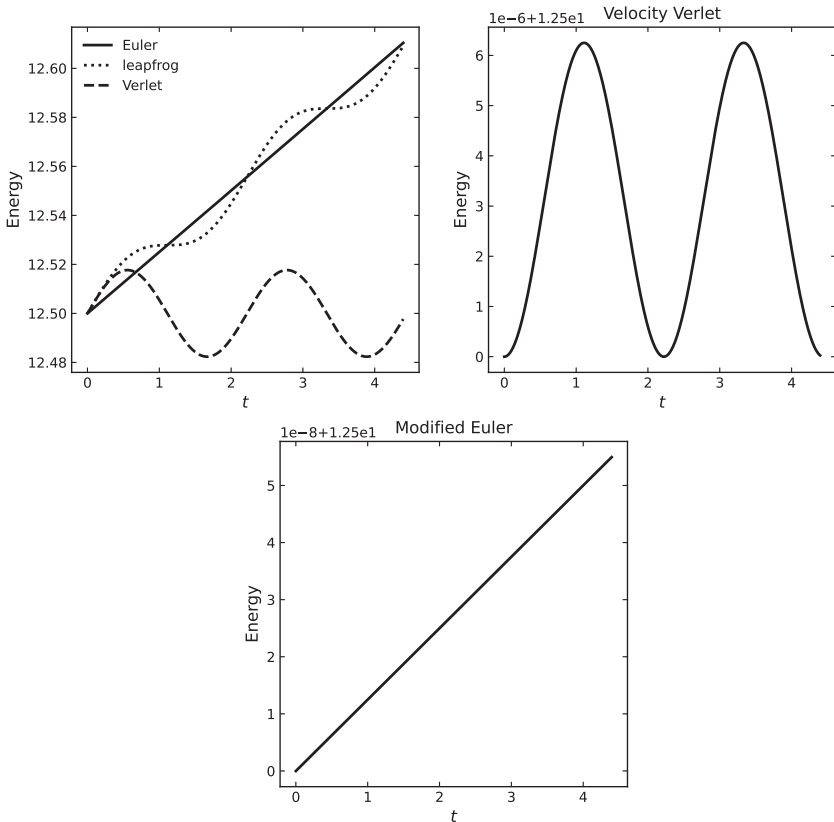 Euler
leapfrog
Verlet
12.60
12.58
12.56
12.54
12.52
12.50
12.48
Energy
0 1 2 3 4
t
1e−6+1.25e1 Velocity Verlet
6
5
4
3
2
1
0
Energy
0 1 2 3 4
t
1e−8+1.25e1 Modified Euler
5
4
3
2
1
0
Energy
0 1 2 3 4
t